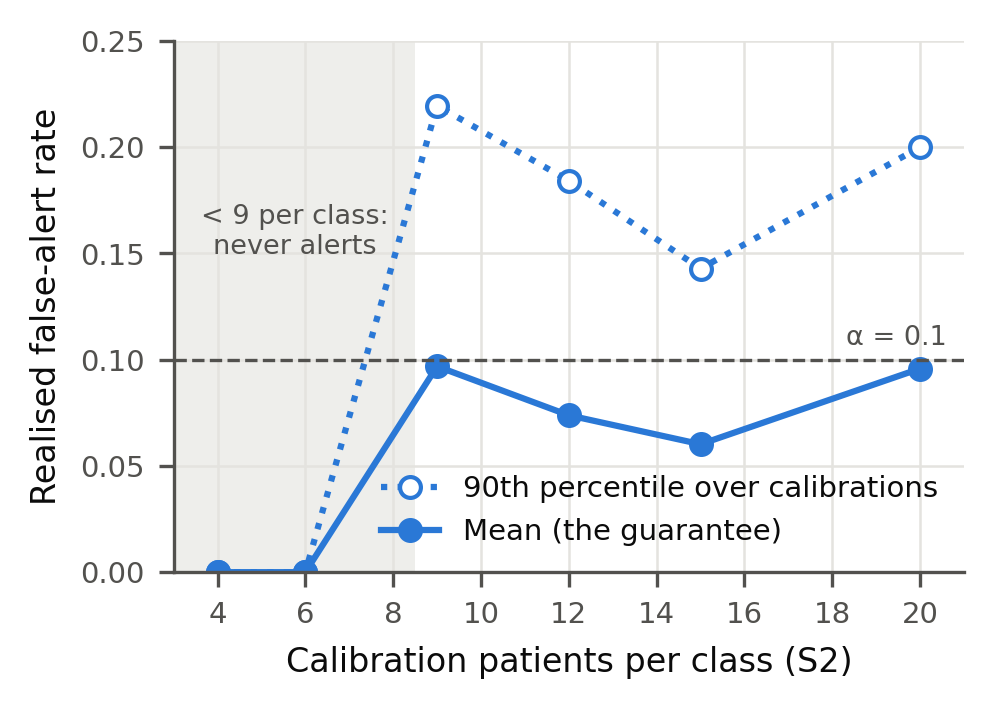 0.25
0.20
0.15
0.10
0.05
0.00
Realised false-alert rate
< 9 per class:
never alerts
α = 0.1
90th percentile over calibrations
Mean (the guarantee)
4 6 8 10 12 14 16 18 20
Calibration patients per class (S2)